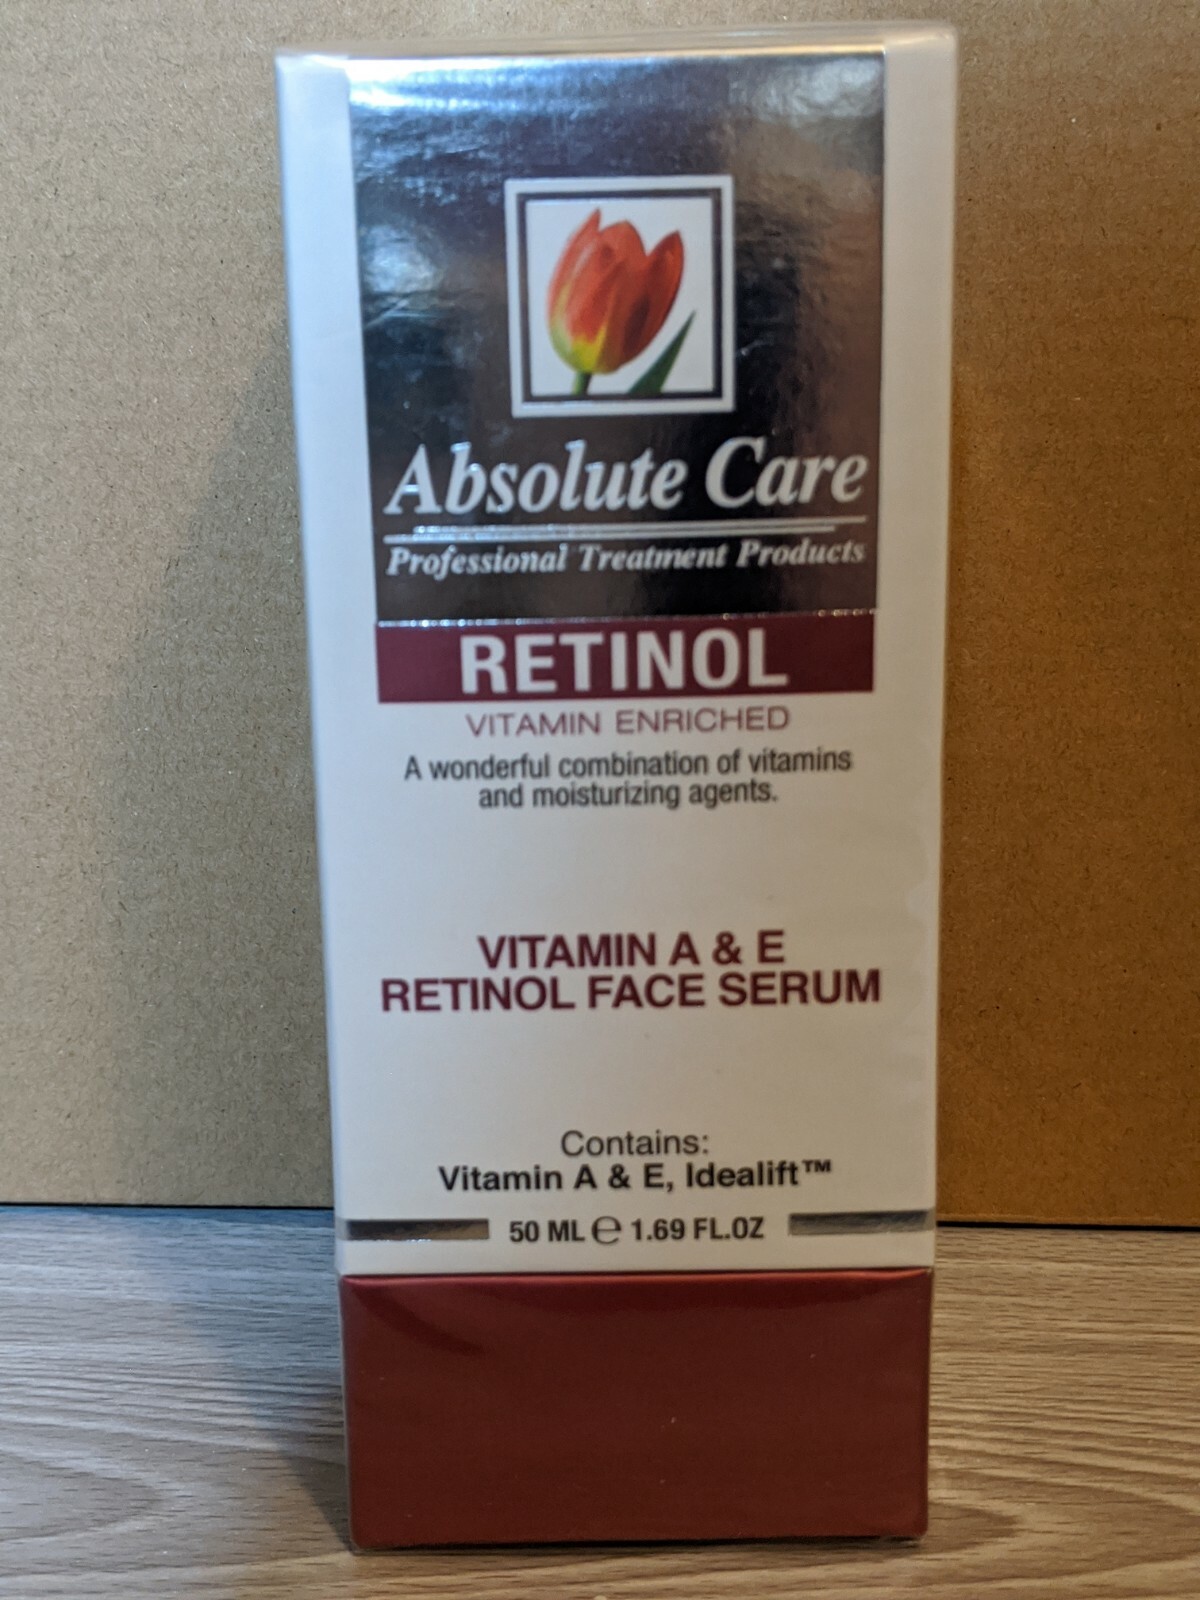 Absolute Care
Professional Treatment Products
RETINOL
VITAMIN ENRICHED
A wonderful combination of vitamins
and moisturizing agents.
VITAMIN A & E
RETINOL FACE SERUM
Contains:
Vitamin A & E, Idealift™
50 ML ℮ 1.69 FL.OZ